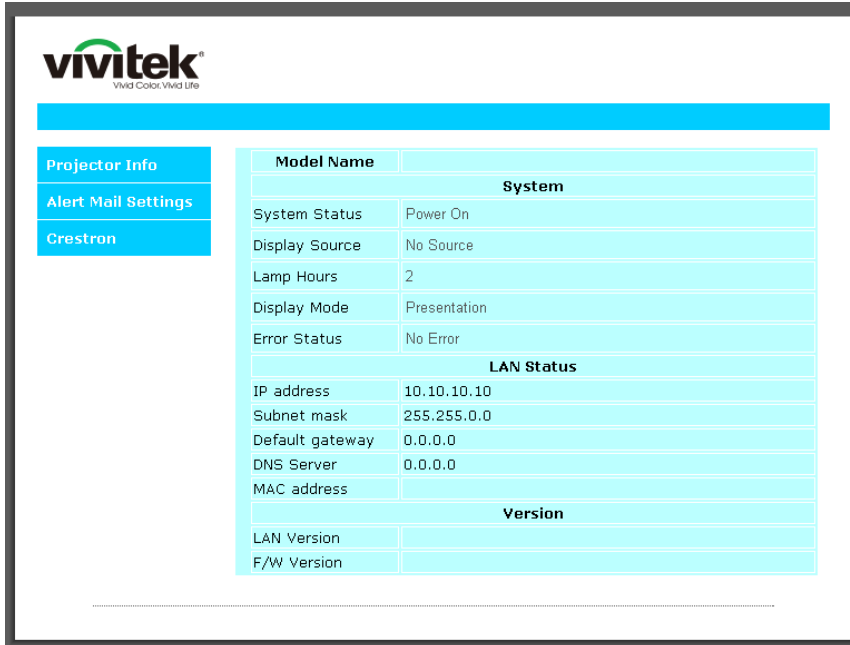 vivitek®
Vivid Color. Vivid Life
Projector Info
Alert Mail Settings
Crestron
Model Name
System
System Status Power On
Display Source No Source
Lamp Hours 2
Display Mode Presentation
Error Status No Error
LAN Status
IP address 10.10.10.10
Subnet mask 255.255.0.0
Default gateway 0.0.0.0
DNS Server 0.0.0.0
MAC address
Version
LAN Version
F/W Version